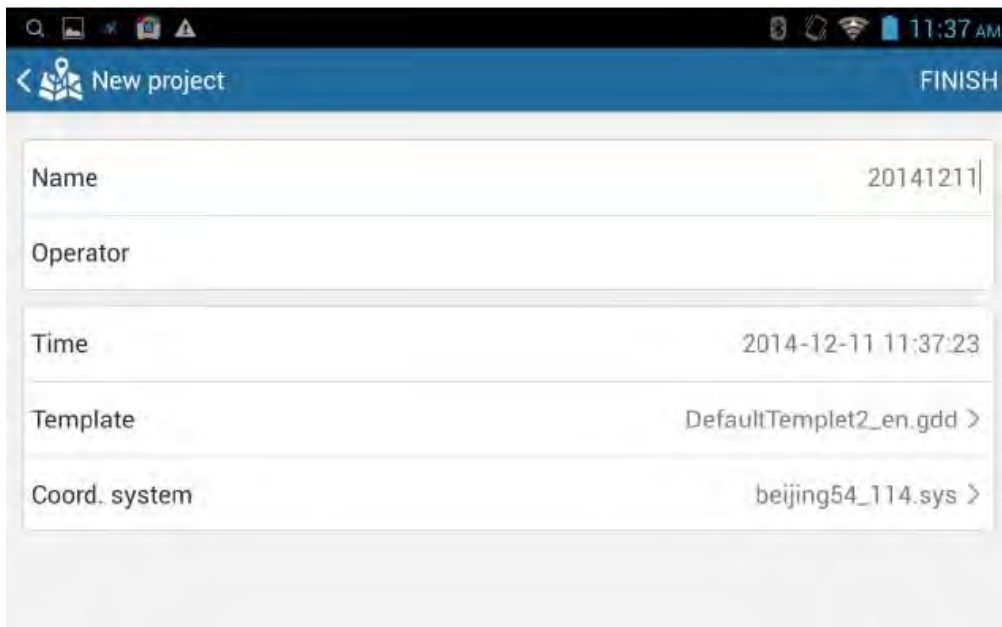 11:37 AM
New project FINISH
Name 20141211
Operator
Time 2014-12-11 11:37:23
Template DefaultTemplet2_en.gdd >
Coord. system beijing54_114.sys >